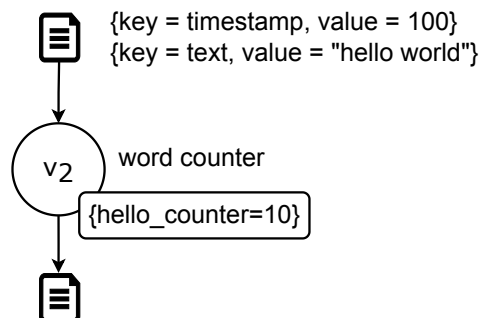 {key = timestamp, value = 100}
{key = text, value = "hello world"}
v2
word counter
{hello_counter=10}